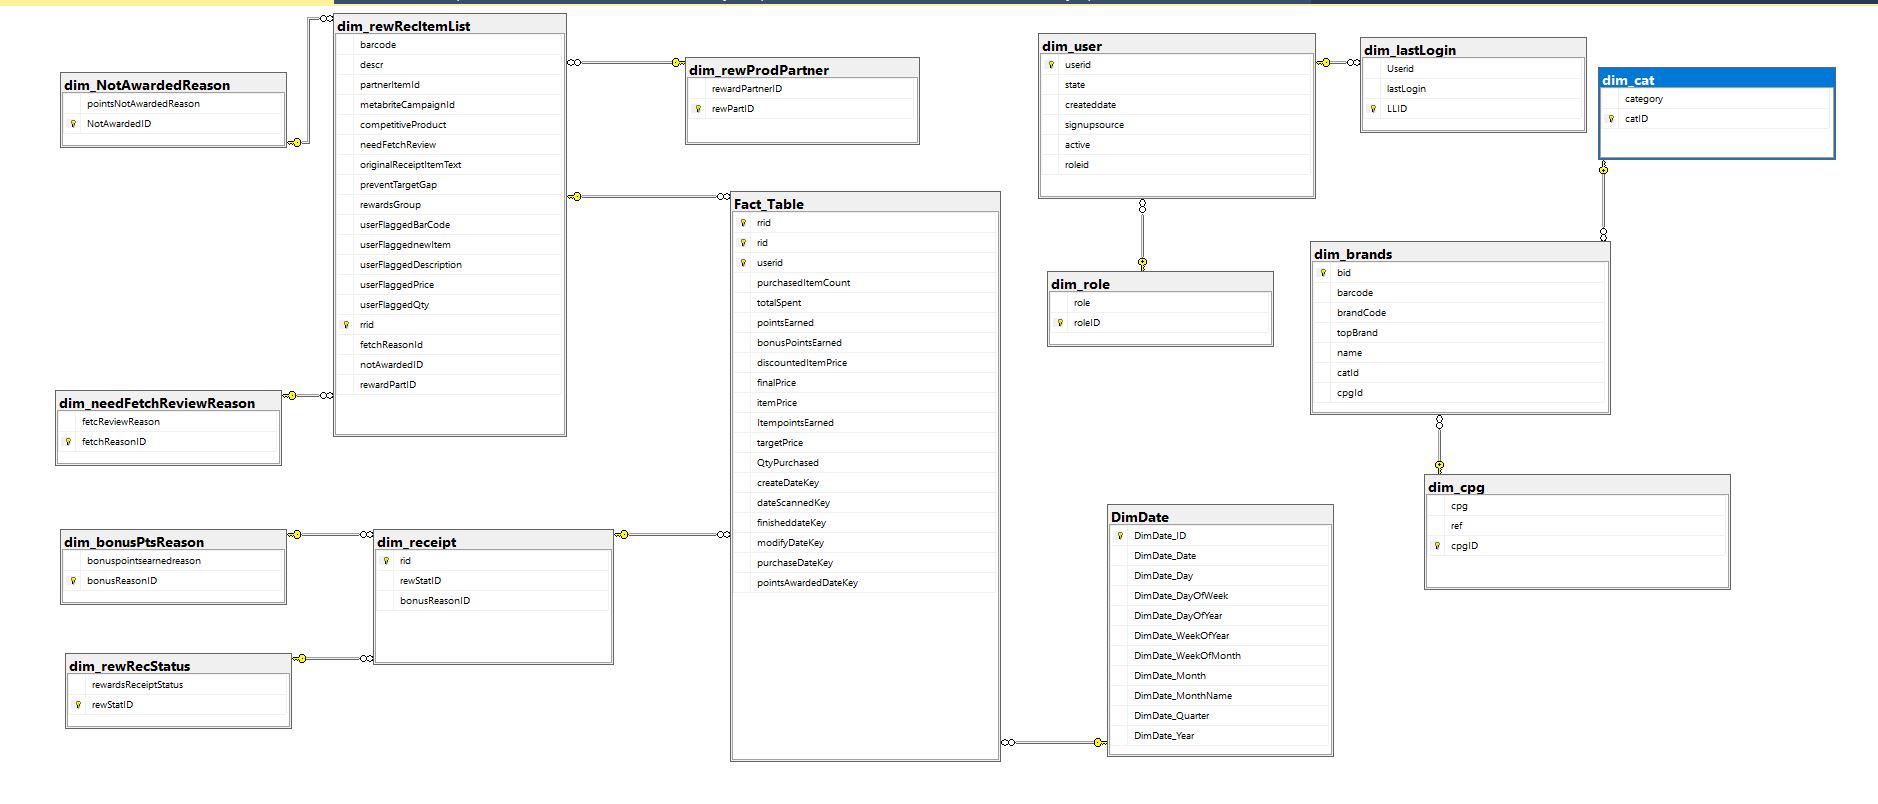 dim_rewRecItemList
barcode
descr
partnerItemId
metabriteCampaignId
competitiveProduct
needFetchReview
originalReceiptItemText
preventTargetGap
rewardsGroup
userFlaggedBarCode
userFlaggednewItem
userFlaggedDescription
userFlaggedPrice
userFlaggedQty
rrid
fetchReasonId
notAwardedID
rewardPartID
dim_NotAwardedReason
pointsNotAwardedReason
NotAwardedID
dim_rewProdPartner
rewardPartnerID
rewPartID
dim_user
userid
state
createddate
signupsource
active
roleid
dim_lastLogin
Userid
lastLogin
LLID
dim_cat
category
catID
Fact_Table
rrid
rid
userid
purchasedItemCount
totalSpent
pointsEarned
bonusPointsEarned
discountedItemPrice
finalPrice
itemPrice
ItempointsEarned
targetPrice
QtyPurchased
createDateKey
dateScannedKey
finisheddateKey
modifyDateKey
purchaseDateKey
pointsAwardedDateKey
dim_role
role
roleID
dim_brands
bid
barcode
brandCode
topBrand
name
catId
cpgId
dim_needFetchReviewReason
fetcReviewReason
fetchReasonID
dim_cpg
cpg
ref
cpgID
dim_bonusPtsReason
bonuspointsearnedreason
bonusReasonID
dim_receipt
rid
rewStatID
bonusReasonID
DimDate
DimDate_ID
DimDate_Date
DimDate_Day
DimDate_DayOfWeek
DimDate_DayOfYear
DimDate_WeekOfYear
DimDate_WeekOfMonth
DimDate_Month
DimDate_MonthName
DimDate_Quarter
DimDate_Year
dim_rewRecStatus
rewardsReceiptStatus
rewStatID